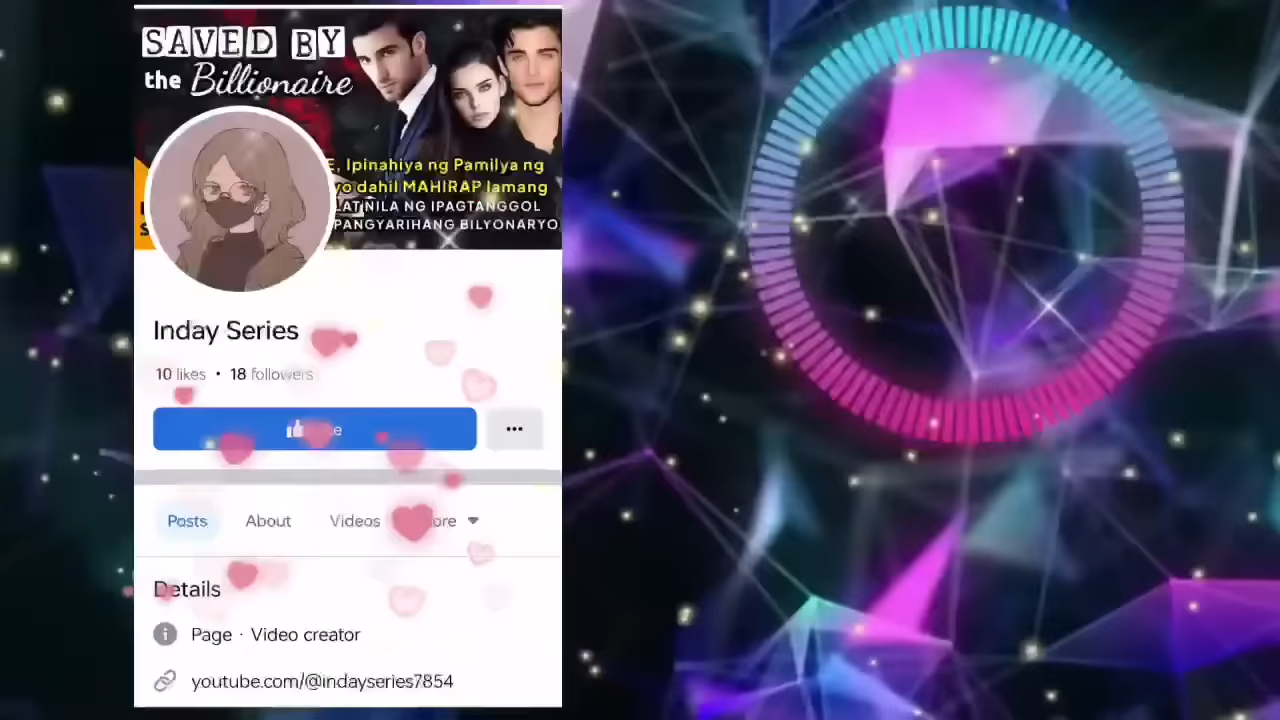 SAVED BY
the Billionaire
E, Ipinahiya ng Pamilya ng
yo dahil MAHIRAP lamang
LAT NILA NG IPAGTANGGOL
PANGYARIHANG BILYONARYO
Inday Series
10 likes • 18 followers
•••
Posts About Videos
Details
Page · Video creator
youtube.com/@indayseries7854